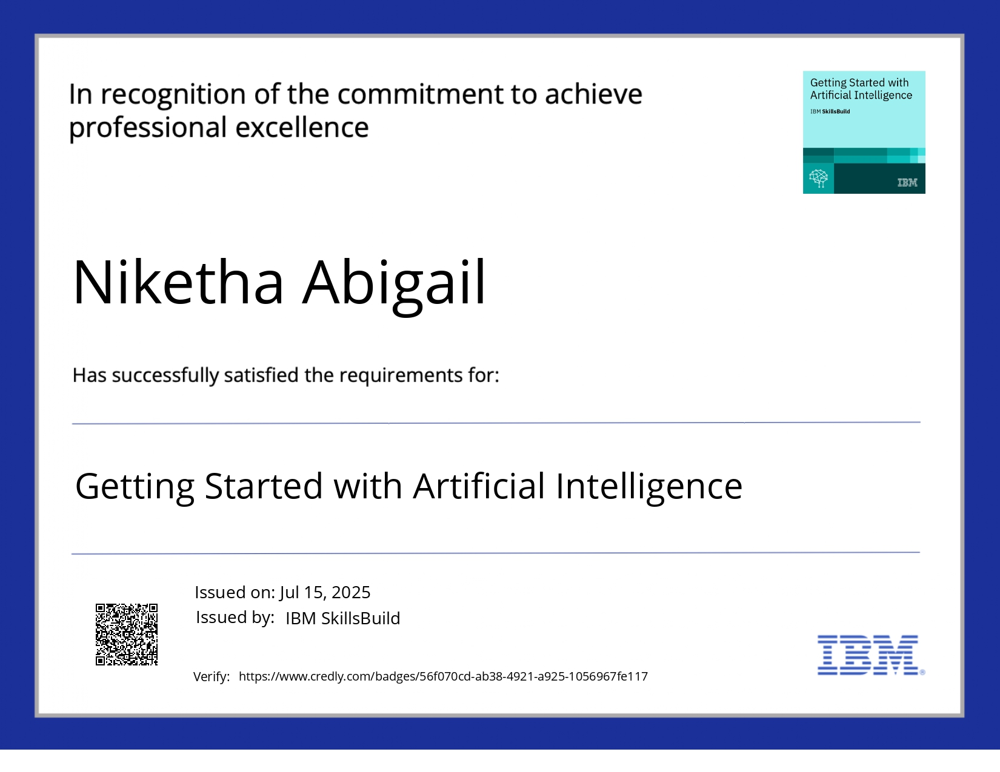 In recognition of the commitment to achieve
professional excellence
Getting Started with
Artificial Intelligence
IBM SkillsBuild
IBM
Niketha Abigail
Has successfully satisfied the requirements for:
Getting Started with Artificial Intelligence
Issued on: Jul 15, 2025
Issued by: IBM SkillsBuild
Verify: https://www.credly.com/badges/56f070cd-ab38-4921-a925-1056967fe117
IBM®